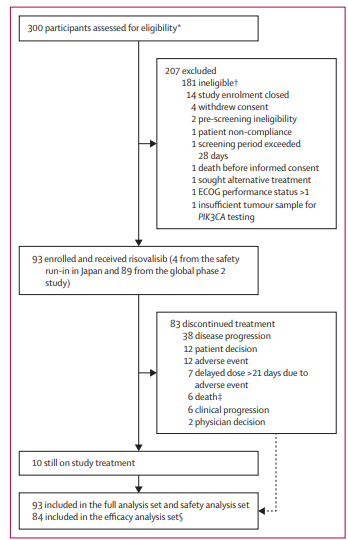 300 participants assessed for eligibility*
207 excluded
181 ineligible†
14 study enrolment closed
4 withdrew consent
2 pre-screening ineligibility
1 patient non-compliance
1 screening period exceeded
28 days
1 death before informed consent
1 sought alternative treatment
1 ECOG performance status >1
1 insufficient tumour sample for
PIK3CA testing
93 enrolled and received risovalisib (4 from the safety
run-in in Japan and 89 from the global phase 2
study)
83 discontinued treatment
38 disease progression
12 patient decision
12 adverse event
7 delayed dose >21 days due to
adverse event
6 death‡
6 clinical progression
2 physician decision
10 still on study treatment
93 included in the full analysis set and safety analysis set
84 included in the efficacy analysis set§